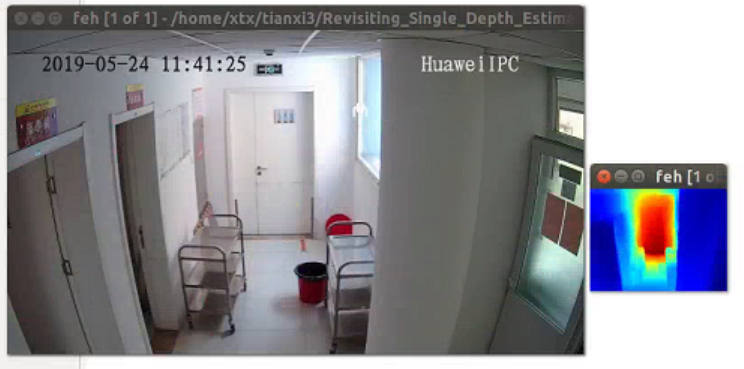 feh [1 of 1] - /home/xtx/tianxi3/Revisiting_Single_Depth_Estim
2019-05-24 11:41:25
HuaweiIPC
feh [1 o